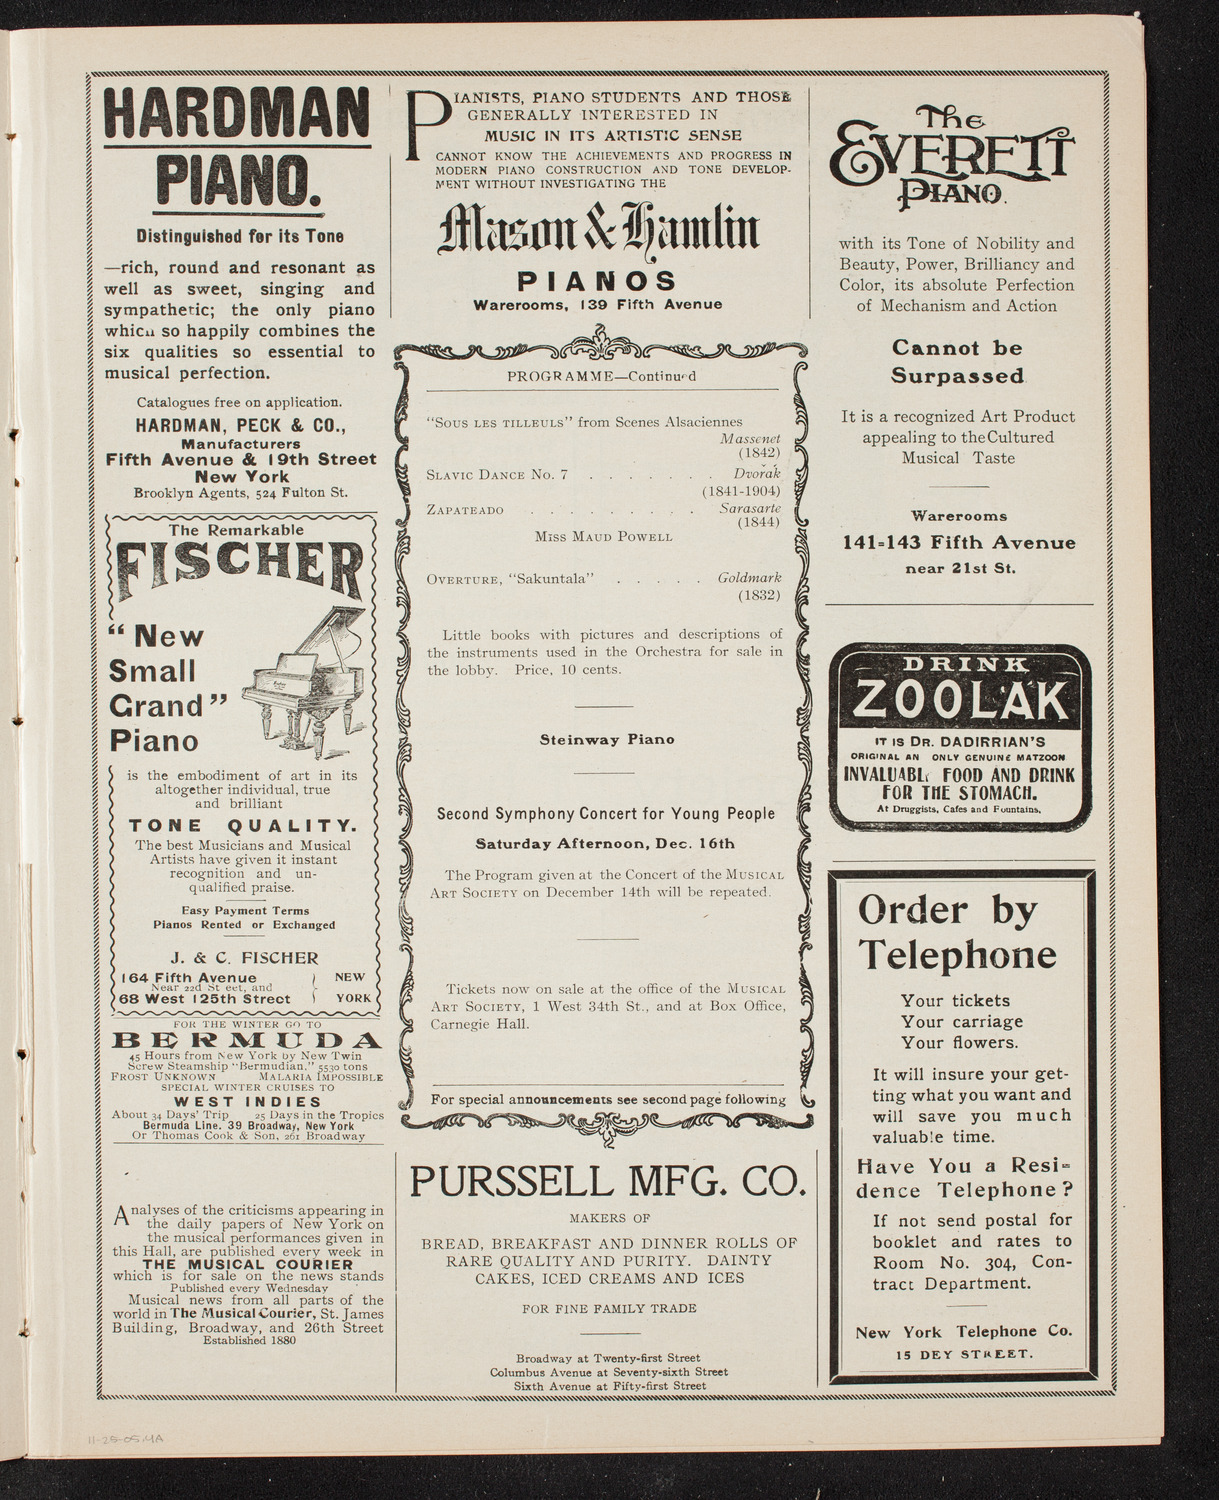 HARDMAN
PIANO.
Distinguished for its Tone
—rich, round and resonant as
well as sweet, singing and
sympathetic; the only piano
which so happily combines the
six qualities so essential to
musical perfection.
Catalogues free on application.
HARDMAN, PECK & CO.,
Manufacturers
Fifth Avenue & 19th Street
New York
Brooklyn Agents, 524 Fulton St.
The Remarkable
FISCHER
“New
Small
Grand”
Piano
is the embodiment of art in its
altogether individual, true
and brilliant
TONE QUALITY.
The best Musicians and Musical
Artists have given it instant
recognition and un-
qualified praise.
Easy Payment Terms
Pianos Rented or Exchanged
J. & C. FISCHER
164 Fifth Avenue
Near 22d St eet, and
68 West 125th Street
NEW
YORK
FOR THE WINTER GO TO
BERMUDA
45 Hours from New York by New Twin
Screw Steamship "Bermudian," 5530 tons
FROST UNKNOWN MALARIA IMPOSSIBLE
SPECIAL WINTER CRUISES TO
WEST INDIES
About 34 Days' Trip 25 Days in the Tropics
Bermuda Line. 39 Broadway, New York
Or Thomas Cook & Son, 261 Broadway
Analyses of the criticisms appearing in
the daily papers of New York on
the musical performances given in
this Hall, are published every week in
THE MUSICAL COURIER
which is for sale on the news stands
Published every Wednesday
Musical news from all parts of the
world in The Musical Courier, St. James
Building, Broadway, and 26th Street
Established 1880
PIANISTS, PIANO STUDENTS AND THOSE
GENERALLY INTERESTED IN
MUSIC IN ITS ARTISTIC SENSE
CANNOT KNOW THE ACHIEVEMENTS AND PROGRESS IN
MODERN PIANO CONSTRUCTION AND TONE DEVELOP-
MENT WITHOUT INVESTIGATING THE
Mason & Hamlin
PIANOS
Warerooms, 139 Fifth Avenue
PROGRAMME—Continued
"SOUS LES TILLEULS" from Scenes Alsaciennes
Massenet
(1842)
SLAVIC DANCE NO. 7 . . . . . . . Dvořák
(1841-1904)
ZAPATEADO . . . . . . . . . Sarasarte
(1844)
MISS MAUD POWELL
OVERTURE, "Sakuntala" . . . . . Goldmark
(1832)
Little books with pictures and descriptions of
the instruments used in the Orchestra for sale in
the lobby. Price, 10 cents.
Steinway Piano
Second Symphony Concert for Young People
Saturday Afternoon, Dec. 16th
The Program given at the Concert of the MUSICAL
ART SOCIETY on December 14th will be repeated.
Tickets now on sale at the office of the MUSICAL
ART SOCIETY, 1 West 34th St., and at Box Office,
Carnegie Hall.
For special announcements see second page following
PURSSELL MFG. CO.
MAKERS OF
BREAD, BREAKFAST AND DINNER ROLLS OF
RARE QUALITY AND PURITY. DAINTY
CAKES, ICED CREAMS AND ICES
FOR FINE FAMILY TRADE
Broadway at Twenty-first Street
Columbus Avenue at Seventy-sixth Street
Sixth Avenue at Fifty-first Street
The
EVERETT
PIANO.
with its Tone of Nobility and
Beauty, Power, Brilliancy and
Color, its absolute Perfection
of Mechanism and Action
Cannot be
Surpassed
It is a recognized Art Product
appealing to the Cultured
Musical Taste
Warerooms
141=143 Fifth Avenue
near 21st St.
DRINK
ZOOLAK
IT IS DR. DADIRRIAN'S
ORIGINAL AN ONLY GENUINE MATZOON
INVALUABLE FOOD AND DRINK
FOR THE STOMACH.
At Druggists, Cafes and Fountains.
Order by
Telephone
Your tickets
Your carriage
Your flowers.
It will insure your get-
ting what you want and
will save you much
valuable time.
Have You a Resi=
dence Telephone?
If not send postal for
booklet and rates to
Room No. 304, Con-
tract Department.
New York Telephone Co.
15 DEY STREET.
11-25-05 MA